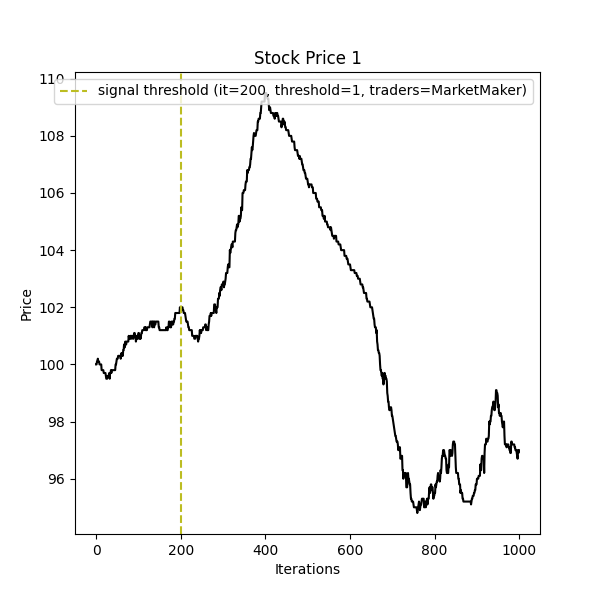 Stock Price 1
signal threshold (it=200, threshold=1, traders=MarketMaker)
110
108
106
104
102
100
98
96
Price
0 200 400 600 800 1000
Iterations